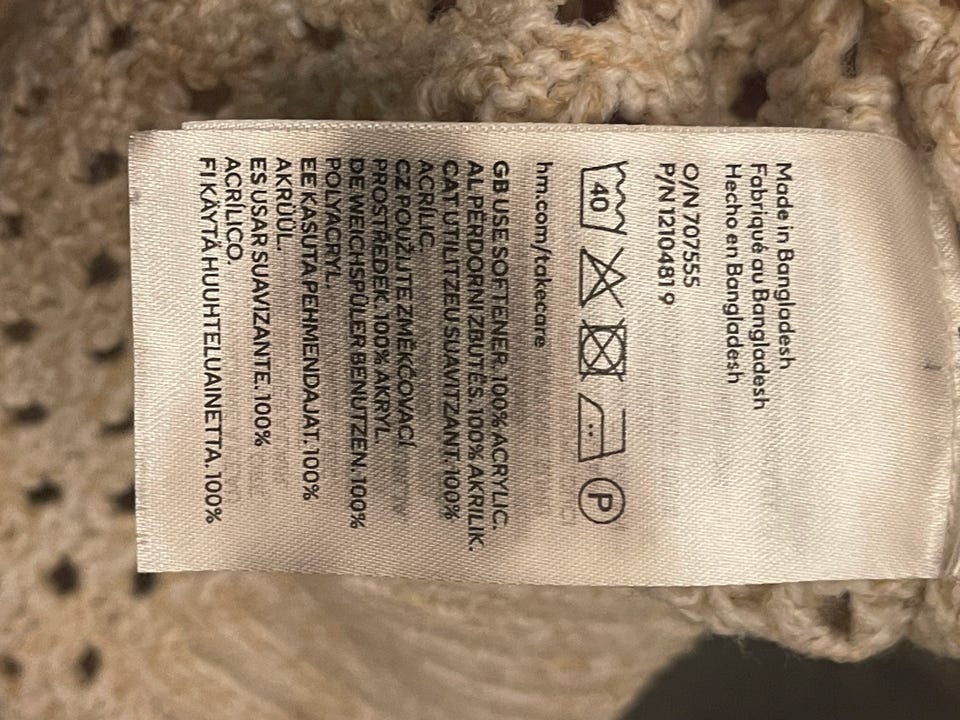 Made in Bangladesh
Fabriqué au Bangladesh
Hecho en Bangladesh
O/N 707555
P/N 1210481 9
40 P
hm.com/takecare
GB USE SOFTENER. 100% ACRYLIC.
AL PËRDORNI ZBUTËS. 100% AKRILIK.
CAT UTILITZEU SUAVITZANT. 100%
ACRÍLIC.
CZ POUŽIJTE ZMĚKČOVACÍ
PROSTŘEDEK. 100% AKRYL.
DE WEICHSPÜLER BENUTZEN. 100%
POLYACRYL.
EE KASUTA PEHMENDAJAT. 100%
AKRÜÜL.
ES USAR SUAVIZANTE. 100%
ACRÍLICO.
FI KÄYTÄ HUUHTELUAINETTA. 100%